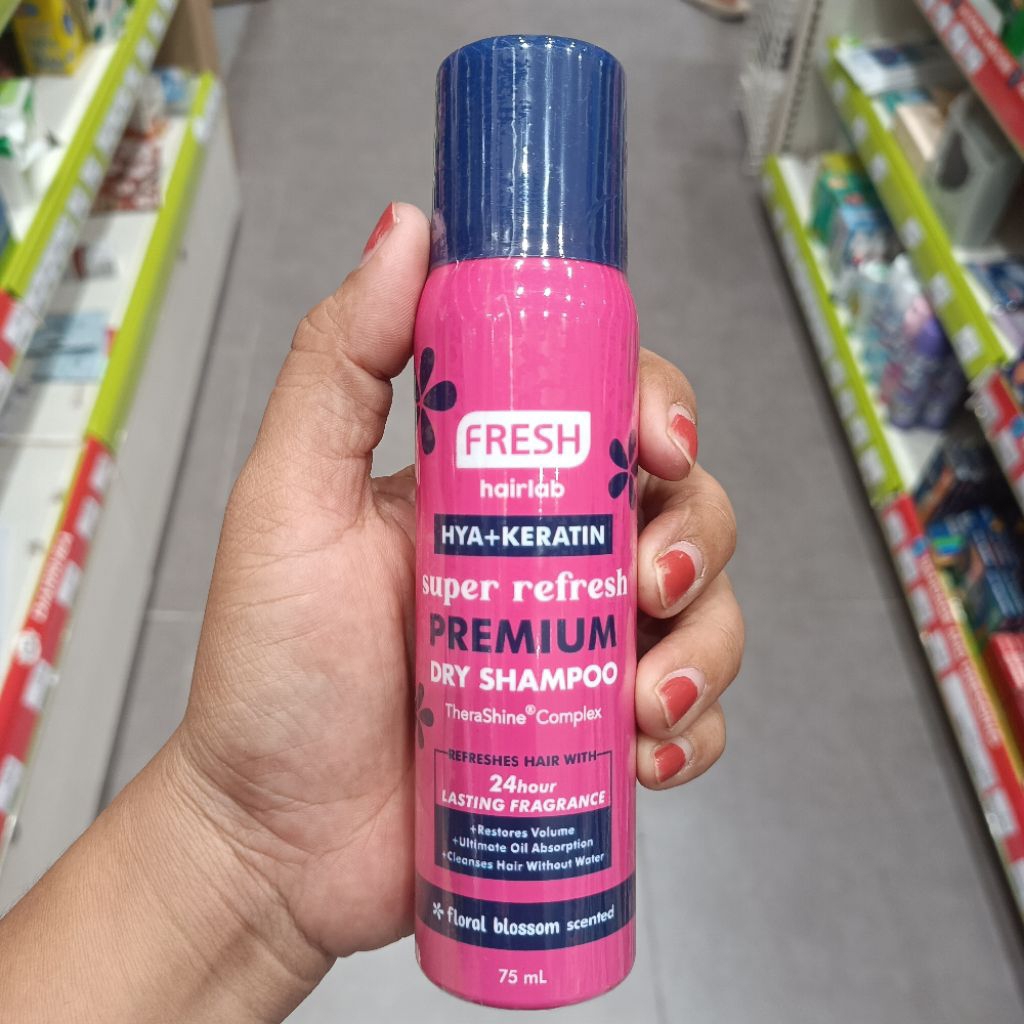 FRESH
hairlab
HYA+KERATIN
super refresh
PREMIUM
DRY SHAMPOO
TheraShine® Complex
REFRESHES HAIR WITH
24hour
LASTING FRAGRANCE
+Restores Volume
+Ultimate Oil Absorption
+Cleanses Hair Without Water
floral blossom scented
75 mL